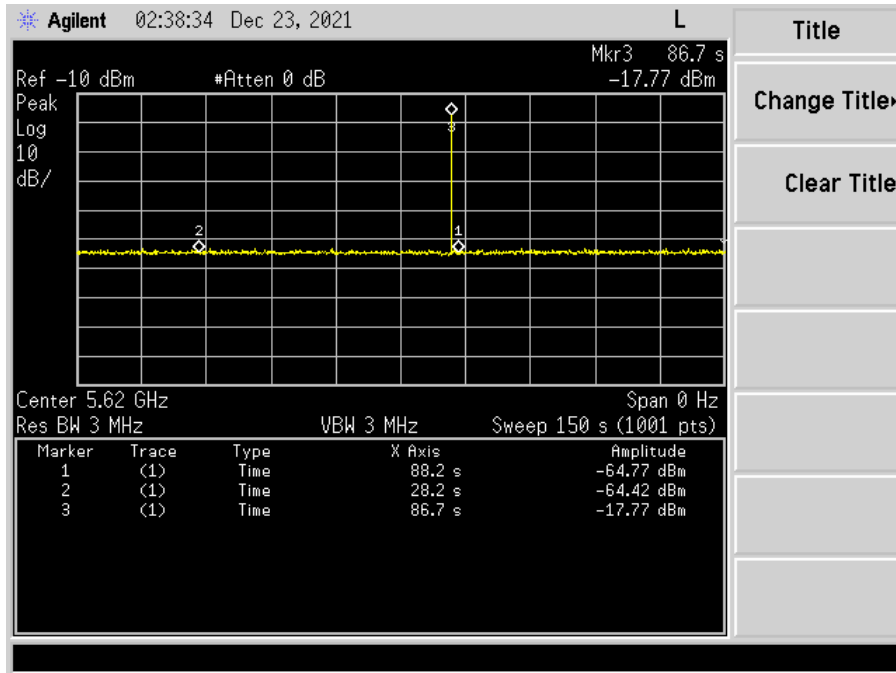 Agilent 02:38:34 Dec 23, 2021 L
Title
Mkr3 86.7 s
Ref -10 dBm #Atten 0 dB -17.77 dBm
Peak
Log
10
dB/
Change Title
Clear Title
3
2
1
Center 5.62 GHz Span 0 Hz
Res BW 3 MHz VBW 3 MHz Sweep 150 s (1001 pts)
Marker Trace Type X Axis Amplitude
1 (1) Time 88.2 s -64.77 dBm
2 (1) Time 28.2 s -64.42 dBm
3 (1) Time 86.7 s -17.77 dBm